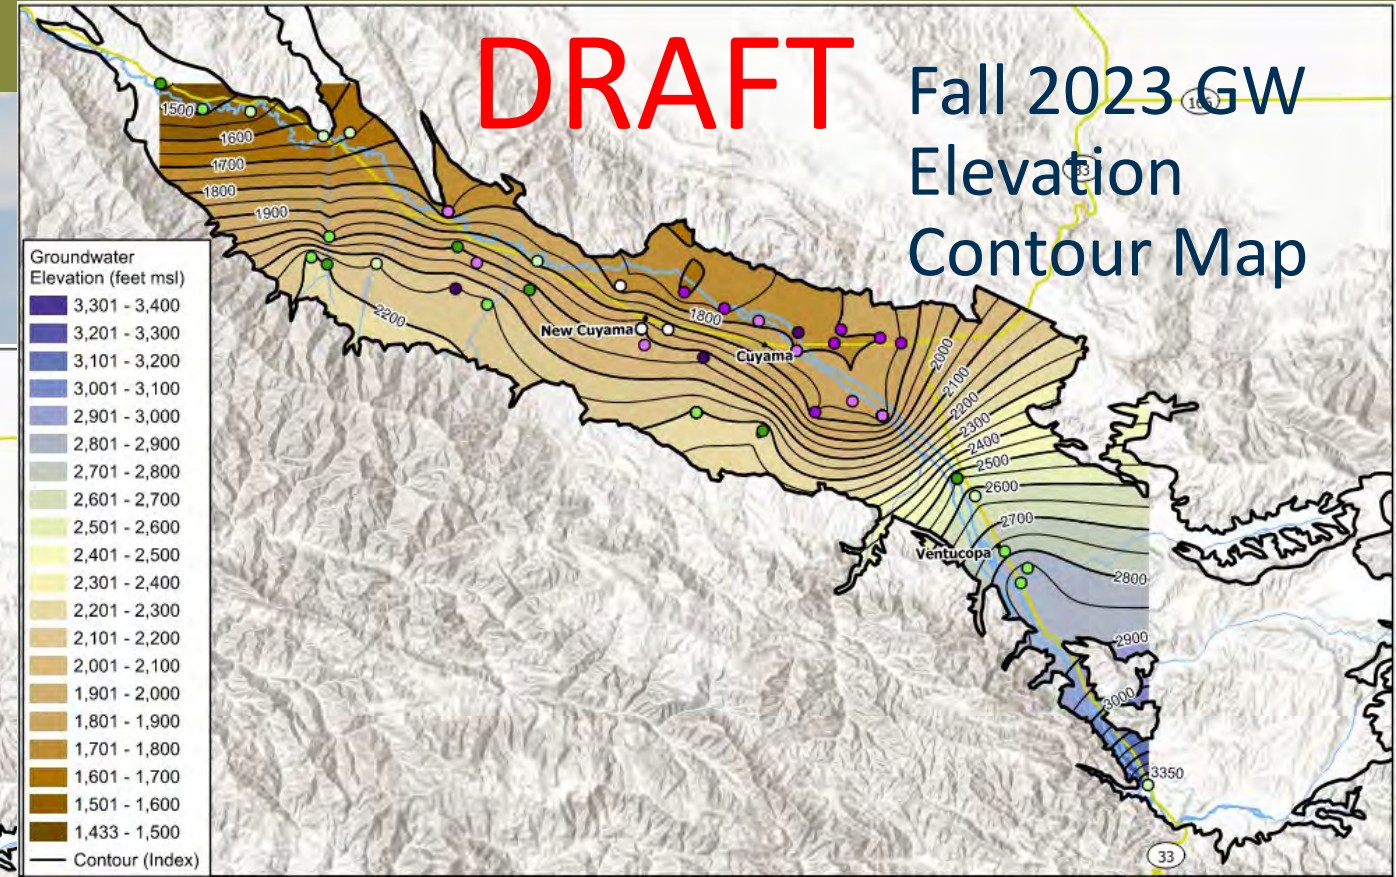 DRAFT
Fall 2023 GW
Elevation
Contour Map
33
1500
1600
1700
1800
1900
2200
1800
New Cuyama
Cuyama
2000
2100
2200
2300
2400
2500
2600
2700
Ventucopa
2800
2900
3000
3350
33
Groundwater
Elevation (feet msl)
3,301 - 3,400
3,201 - 3,300
3,101 - 3,200
3,001 - 3,100
2,901 - 3,000
2,801 - 2,900
2,701 - 2,800
2,601 - 2,700
2,501 - 2,600
2,401 - 2,500
2,301 - 2,400
2,201 - 2,300
2,101 - 2,200
2,001 - 2,100
1,901 - 2,000
1,801 - 1,900
1,701 - 1,800
1,601 - 1,700
1,501 - 1,600
1,433 - 1,500
Contour (Index)